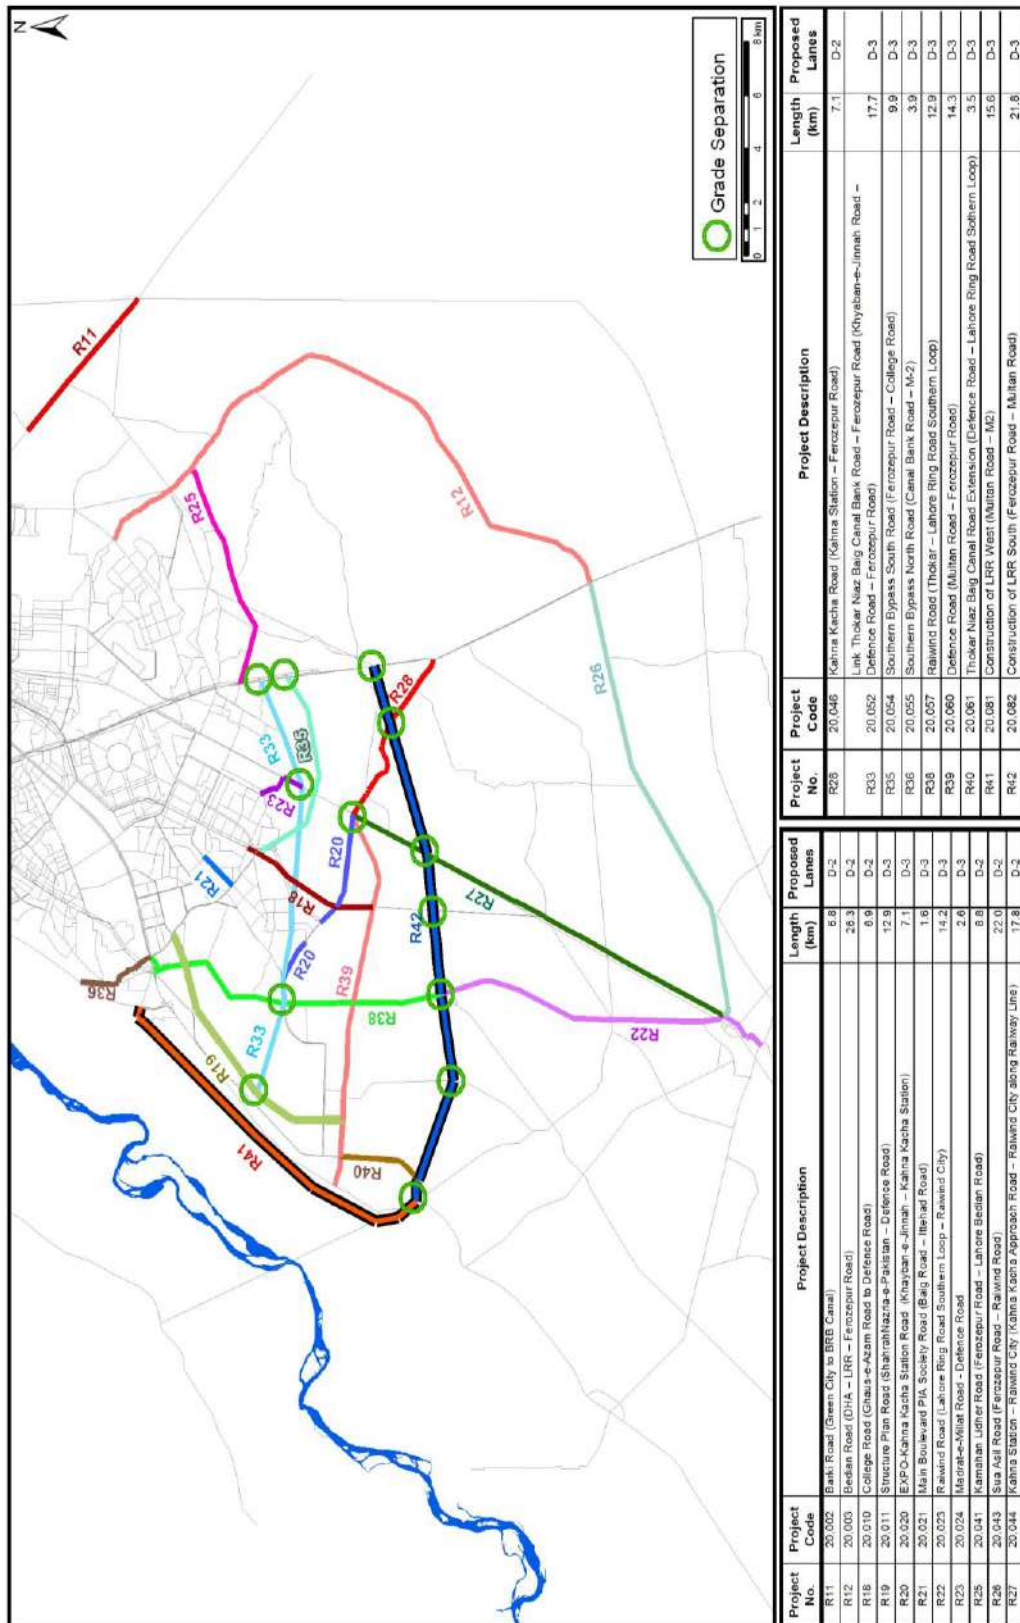 N
R11
R25
R12
R33
R35
R23
R28
R26
R21
R20
R18
R42
R27
R20
R36
R39
R38
R33
R22
R19
R41
R40
Grade Separation
0 1 2 4 6 8 km
Project No. Project Code Project Description Length (km) Proposed Lanes
R11 20.002 Barki Road (Green City to BRB Canal) 6.8 D-2
R12 20.003 Bedian Road (DHA – LRR – Ferozepur Road) 26.3 D-2
R18 20.010 College Road (Ghaus-e-Azam Road to Defence Road) 6.9 D-2
R19 20.011 Structure Plan Road (ShahrahNazria-e-Pakistan – Defence Road) 12.9 D-3
R20 20.020 EXPO-Kahna Kacha Station Road (Khayban-e-Jinnah – Kahna Kacha Station) 7.1 D-3
R21 20.021 Main Boulevard PIA Society Road (Baig Road – Ittehad Road) 1.6 D-3
R22 20.023 Raiwind Road (Lahore Ring Road Southern Loop – Raiwind City) 14.2 D-3
R23 20.024 Madrat-e-Millat Road - Defence Road 2.6 D-3
R25 20.041 Kamahan Lidher Road (Ferozepur Road – Lahore Bedian Road) 8.8 D-2
R26 20.043 Sua Asil Road (Ferozepur Road – Raiwind Road) 22.0 D-2
R27 20.044 Kahna Station – Raiwind City (Kahna Kacha Approach Road – Raiwind City along Railway Line) 17.8 D-2
Project No. Project Code Project Description Length (km) Proposed Lanes
R28 20.046 Kahna Kacha Road (Kahna Station – Ferozepur Road) 7.1 D-2
R33 20.052 Link Thokar Niaz Baig Canal Bank Road – Ferozepur Road (Khyaban-e-Jinnah Road –
Defence Road – Ferozepur Road) 17.7 D-3
R35 20.054 Southern Bypass South Road (Ferozepur Road – College Road) 9.9 D-3
R36 20.055 Southern Bypass North Road (Canal Bank Road – M-2) 3.9 D-3
R38 20.057 Raiwind Road (Thokar – Lahore Ring Road Southern Loop) 12.9 D-3
R39 20.060 Defence Road (Multan Road – Ferozepur Road) 14.3 D-3
R40 20.061 Thokar Niaz Baig Canal Road Extension (Defence Road – Lahore Ring Road Sothern Loop) 3.5 D-3
R41 20.081 Construction of LRR West (Multan Road – M2) 15.6 D-3
R42 20.082 Construction of LRR South (Ferozepur Road – Multan Road) 21.8 D-3